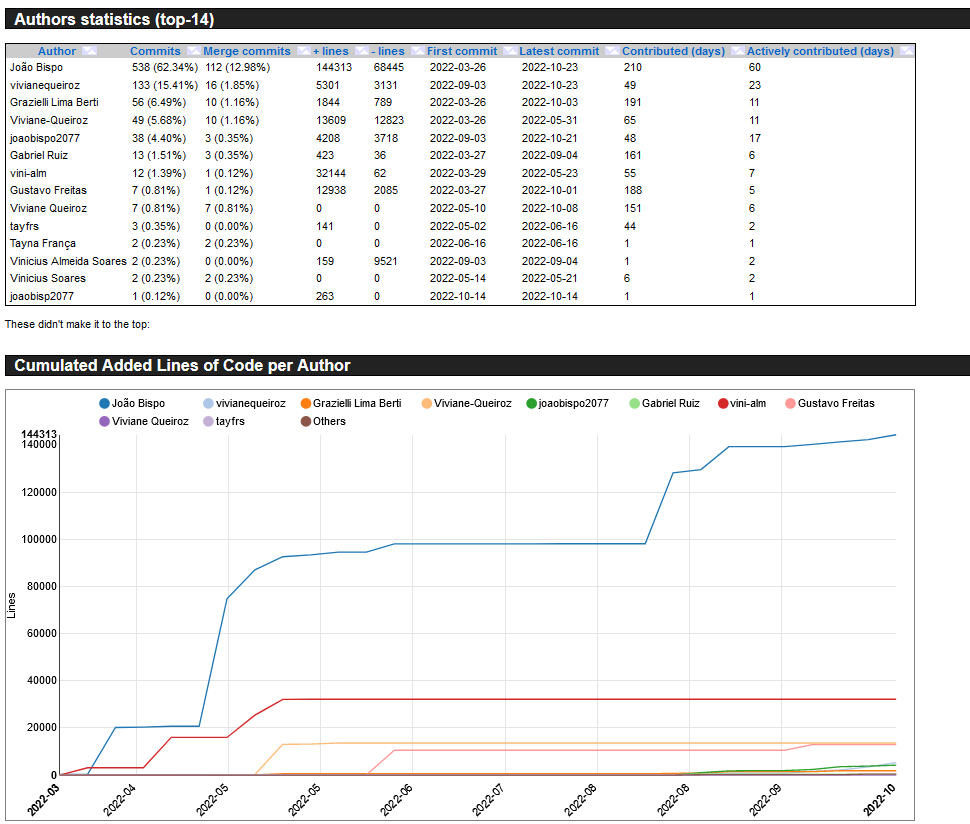 Authors statistics (top-14)
Author Commits Merge commits + lines - lines First commit Latest commit Contributed (days) Actively contributed (days)
João Bispo 538 (62.34%) 112 (12.98%) 144313 68445 2022-03-26 2022-10-23 210 60
vivianequeiroz 133 (15.41%) 16 (1.85%) 5301 3131 2022-09-03 2022-10-23 49 23
Grazielli Lima Berti 56 (6.49%) 10 (1.16%) 1844 789 2022-03-26 2022-10-03 191 11
Viviane-Queiroz 49 (5.68%) 10 (1.16%) 13609 12823 2022-03-26 2022-05-31 65 11
joaobispo2077 38 (4.40%) 3 (0.35%) 4208 3718 2022-09-03 2022-10-21 48 17
Gabriel Ruiz 13 (1.51%) 3 (0.35%) 423 36 2022-03-27 2022-09-04 161 6
vini-alm 12 (1.39%) 1 (0.12%) 32144 62 2022-03-29 2022-05-23 55 7
Gustavo Freitas 7 (0.81%) 1 (0.12%) 12938 2085 2022-03-27 2022-10-01 188 5
Viviane Queiroz 7 (0.81%) 7 (0.81%) 0 0 2022-05-10 2022-10-08 151 6
tayfrs 3 (0.35%) 0 (0.00%) 141 0 2022-05-02 2022-06-16 44 2
Tayna França 2 (0.23%) 2 (0.23%) 0 0 2022-06-16 2022-06-16 1 1
Vinicius Almeida Soares 2 (0.23%) 0 (0.00%) 159 9521 2022-09-03 2022-09-04 1 2
Vinicius Soares 2 (0.23%) 2 (0.23%) 0 0 2022-05-14 2022-05-21 6 2
joaobisp2077 1 (0.12%) 0 (0.00%) 263 0 2022-10-14 2022-10-14 1 1
These didn't make it to the top:
Cumulated Added Lines of Code per Author
João Bispo vivianequeiroz Grazielli Lima Berti Viviane-Queiroz joaobispo2077 Gabriel Ruiz vini-alm Gustavo Freitas
Viviane Queiroz tayfrs Others
144313
140000
120000
100000
80000
60000
40000
20000
0
Lines
2022-03 2022-04 2022-05 2022-05 2022-06 2022-07 2022-08 2022-08 2022-09 2022-10